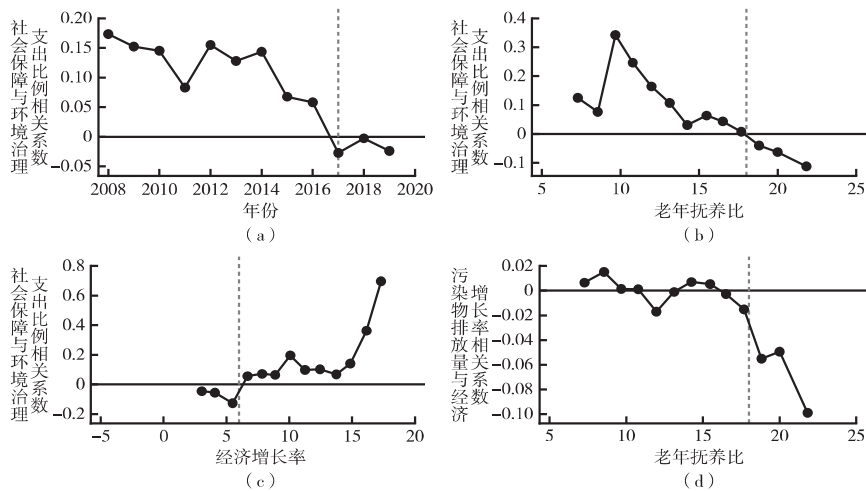 (a)
社会保障与环境治理
支出比例相关系数
0.20
0.15
0.10
0.05
0
−0.05
2008 2010 2012 2014 2016 2018 2020
年份
(b)
社会保障与环境治理
支出比例相关系数
0.4
0.3
0.2
0.1
0
−0.1
5 10 15 20 25
老年抚养比
(c)
社会保障与环境治理
支出比例相关系数
0.8
0.6
0.4
0.2
0
−0.2
−5 0 5 10 15 20
经济增长率
(d)
污染物排放量与经济
增长率相关系数
0.02
0
−0.02
−0.04
−0.06
−0.08
−0.10
5 10 15 20 25
老年抚养比